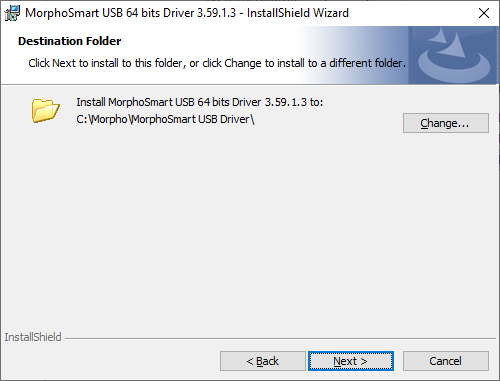 MorphoSmart USB 64 bits Driver 3.59.1.3 - InstallShield Wizard
Destination Folder
Click Next to install to this folder, or click Change to install to a different folder.
Install MorphoSmart USB 64 bits Driver 3.59.1.3 to:
C:\Morpho\MorphoSmart USB Driver\
Change...
InstallShield
< Back
Next >
Cancel